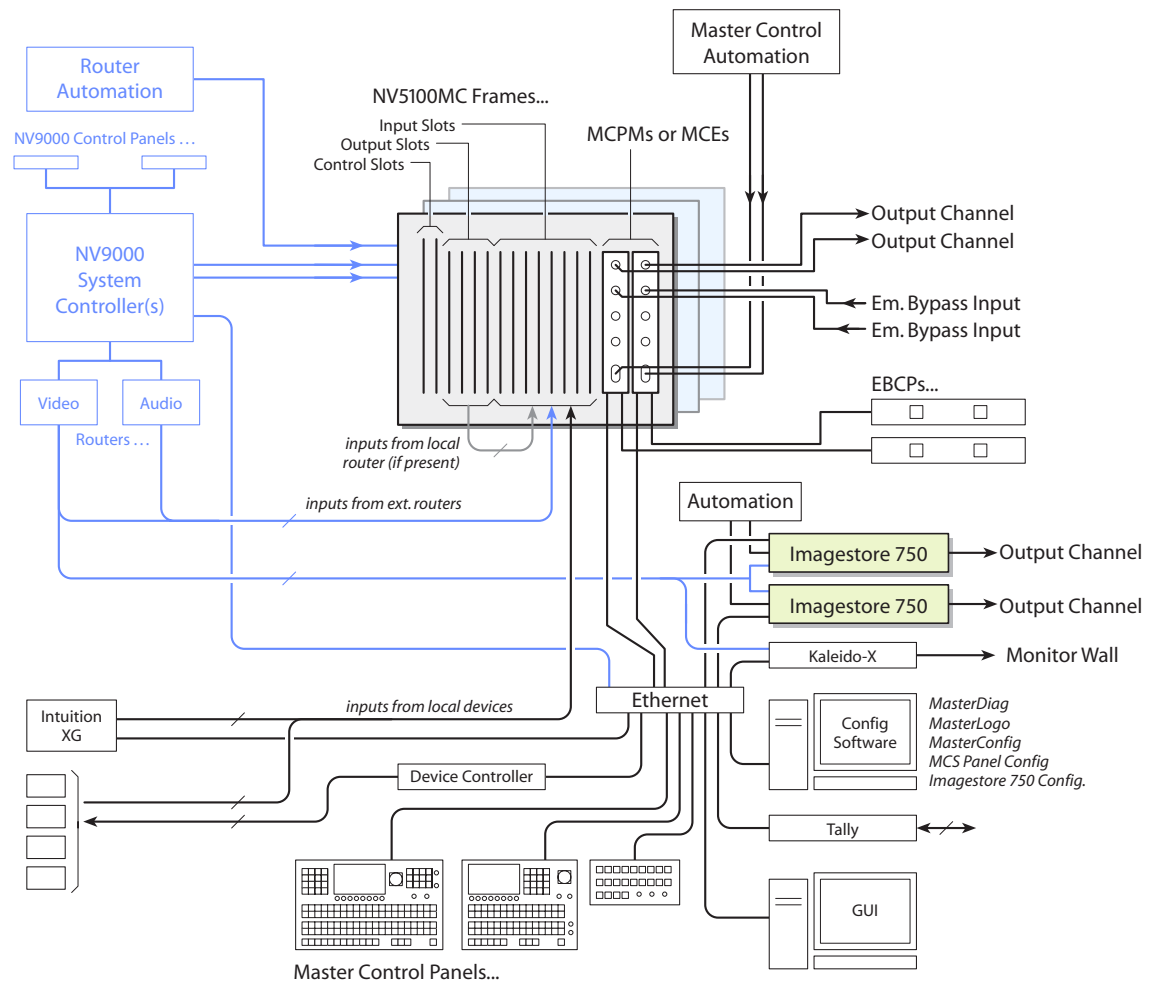 Master Control
Automation
Router
Automation
NV5100MC Frames...
Input Slots
Output Slots
Control Slots
MCPMs or MCEs
NV9000 Control Panels …
NV9000
System
Controller(s)
Output Channel
Output Channel
Em. Bypass Input
Em. Bypass Input
EBCPs...
Video
Audio
Routers …
inputs from local
router (if present)
inputs from ext. routers
Automation
Imagestore 750
Output Channel
Imagestore 750
Output Channel
Kaleido-X
Monitor Wall
Ethernet
Intuition
XG
inputs from local devices
Config
Software
MasterDiag
MasterLogo
MasterConfig
MCS Panel Config
Imagestore 750 Config.
Device Controller
Tally
GUI
Master Control Panels...